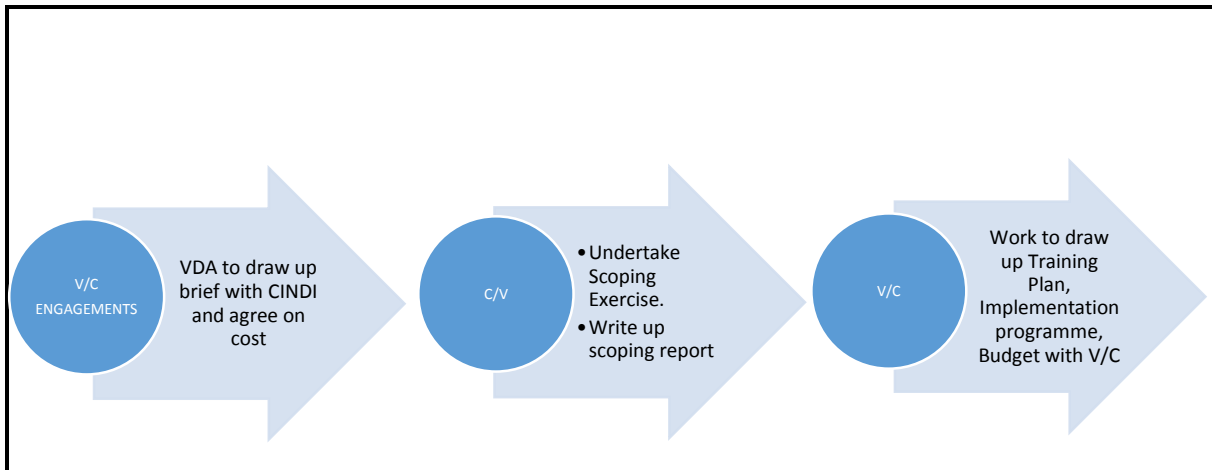 V/C
ENGAGEMENTS
VDA to draw up
brief with CINDI
and agree on
cost
C/V
•Undertake
Scoping
Exercise.
•Write up
scoping report
V/C
Work to draw
up Training
Plan,
Implementation
programme,
Budget with V/C